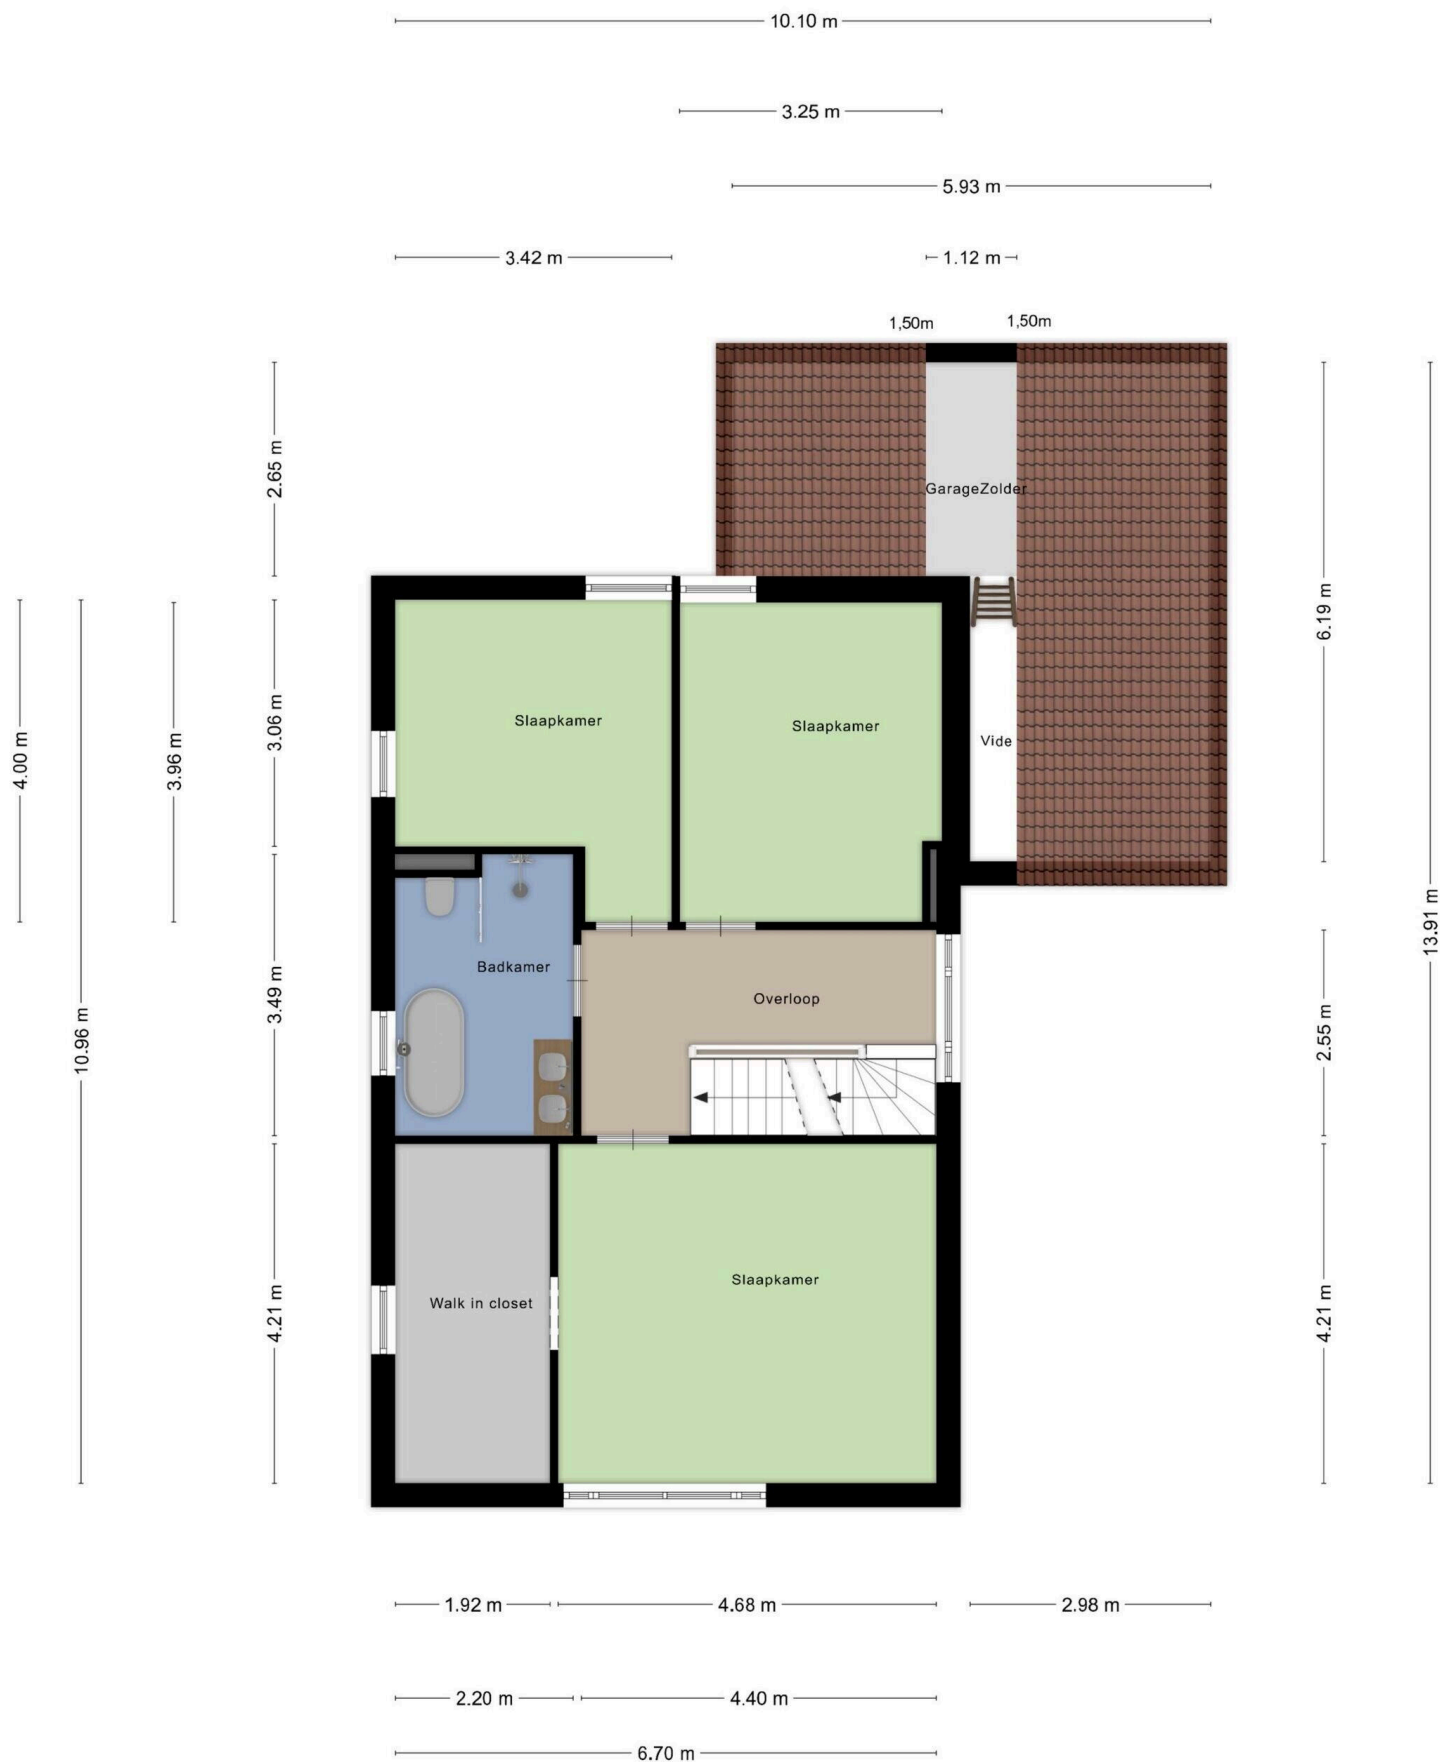 10.10 m
3.25 m
5.93 m
3.42 m
1.12 m
1,50m
1,50m
2.65 m
GarageZolder
6.19 m
4.00 m
3.96 m
3.06 m
Slaapkamer
Slaapkamer
Vide
13.91 m
10.96 m
3.49 m
Badkamer
Overloop
2.55 m
4.21 m
Walk in closet
Slaapkamer
4.21 m
1.92 m
4.68 m
2.98 m
2.20 m
4.40 m
6.70 m